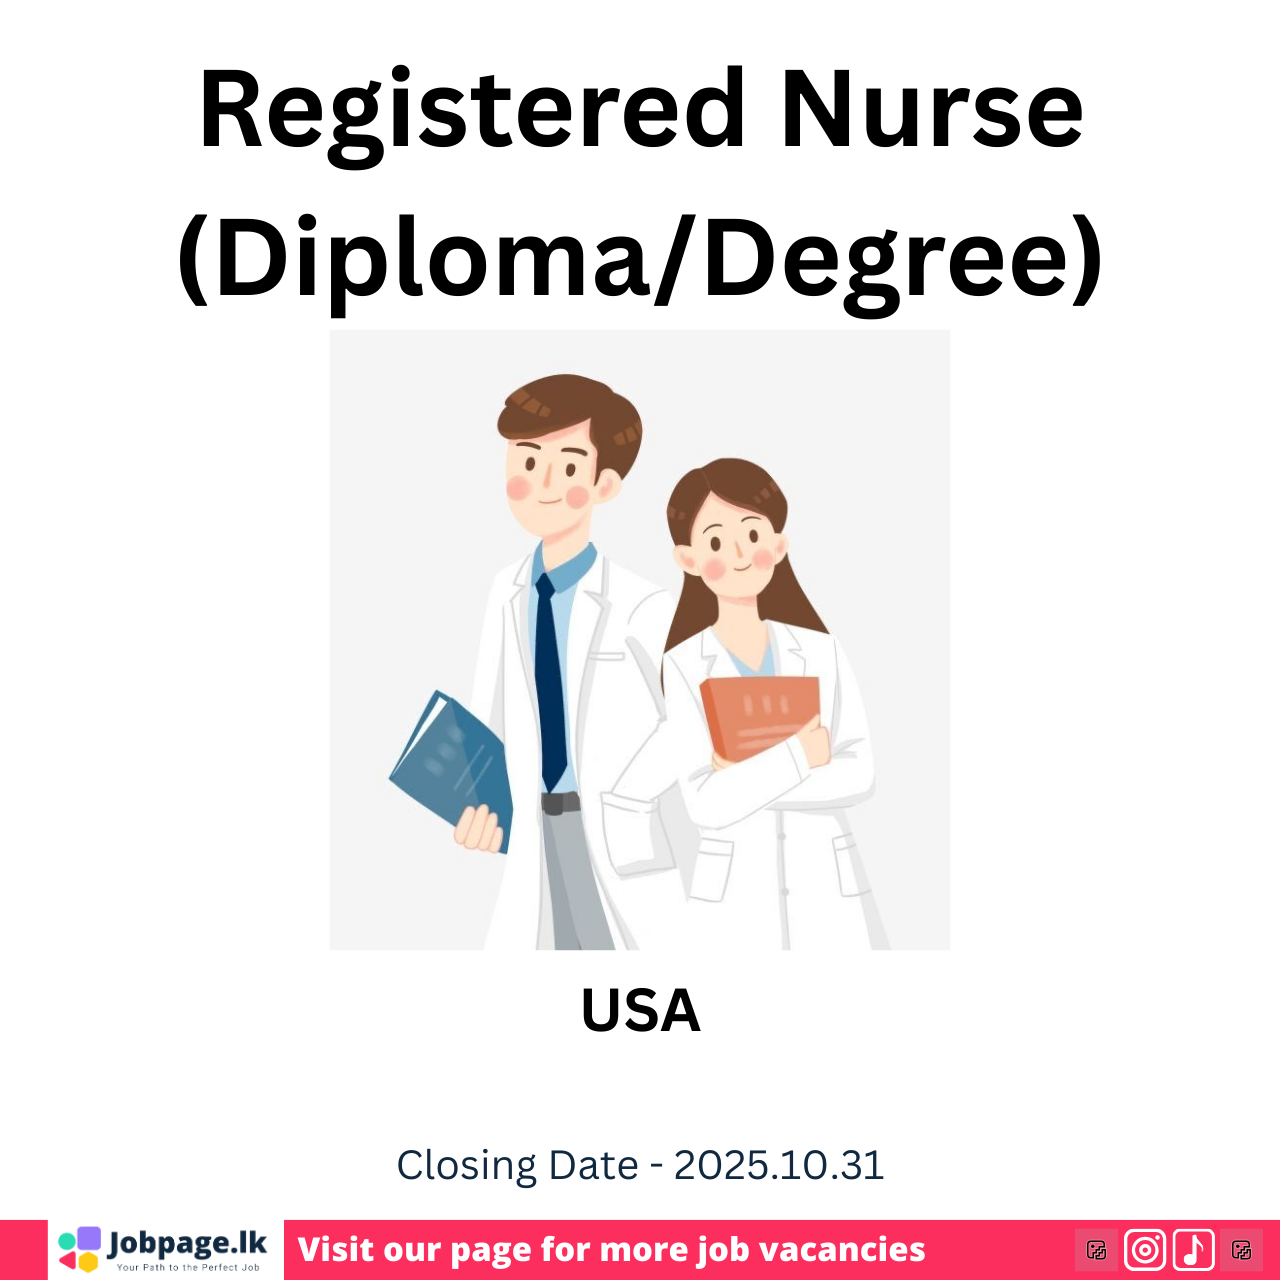 Registered Nurse
(Diploma/Degree)
USA
Closing Date - 2025.10.31
Jobpage.lk
Your Path to the Perfect Job
Visit our page for more job vacancies